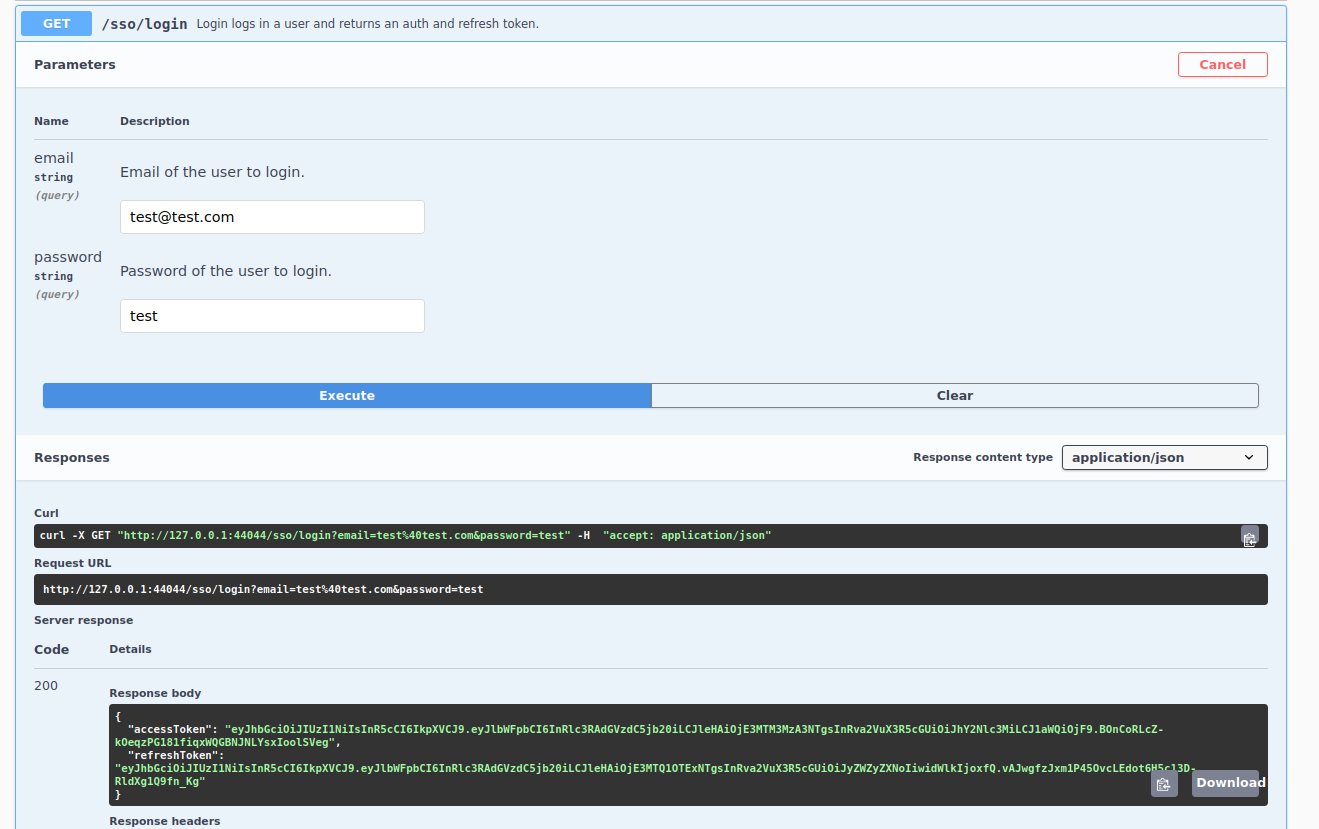 GET /sso/login Login logs in a user and returns an auth and refresh token.
Parameters Cancel
Name Description
email Email of the user to login.
string
(query)
test@test.com
password Password of the user to login.
string
(query)
test
Execute Clear
Responses Response content type application/json
Curl
curl -X GET "http://127.0.0.1:44044/sso/login?email=test%40test.com&password=test" -H  "accept: application/json"
Request URL
http://127.0.0.1:44044/sso/login?email=test%40test.com&password=test
Server response
Code Details
200
Response body
{
"accessToken": "eyJhbGciOiJIUzI1NiIsInR5cCI6IkpXVCJ9.eyJlbWFpbCI6InRlc3RAdGVzdC5jb20iLCJleHAiOjE3MTM3MzA3NTgsInRva2VuX3R5cGUiOiJhY2Nlc3MiLCJ1aWQiOjF9.BOnCoRLcZ-
kOeqzPG181fiqxWQGBNJNLYsxIoolSVeg",
"refreshToken":
"eyJhbGciOiJIUzI1NiIsInR5cCI6IkpXVCJ9.eyJlbWFpbCI6InRlc3RAdGVzdC5jb20iLCJleHAiOjE3MTQ1OTExNTgsInRva2VuX3R5cGUiOiJyZWZyZXNoIiwidWlkIjoxfQ.vAJwgfzJxm1P45OvcLEdot6H5c13D-
RldXg1Q9fn_Kg"
}
Download
Response headers